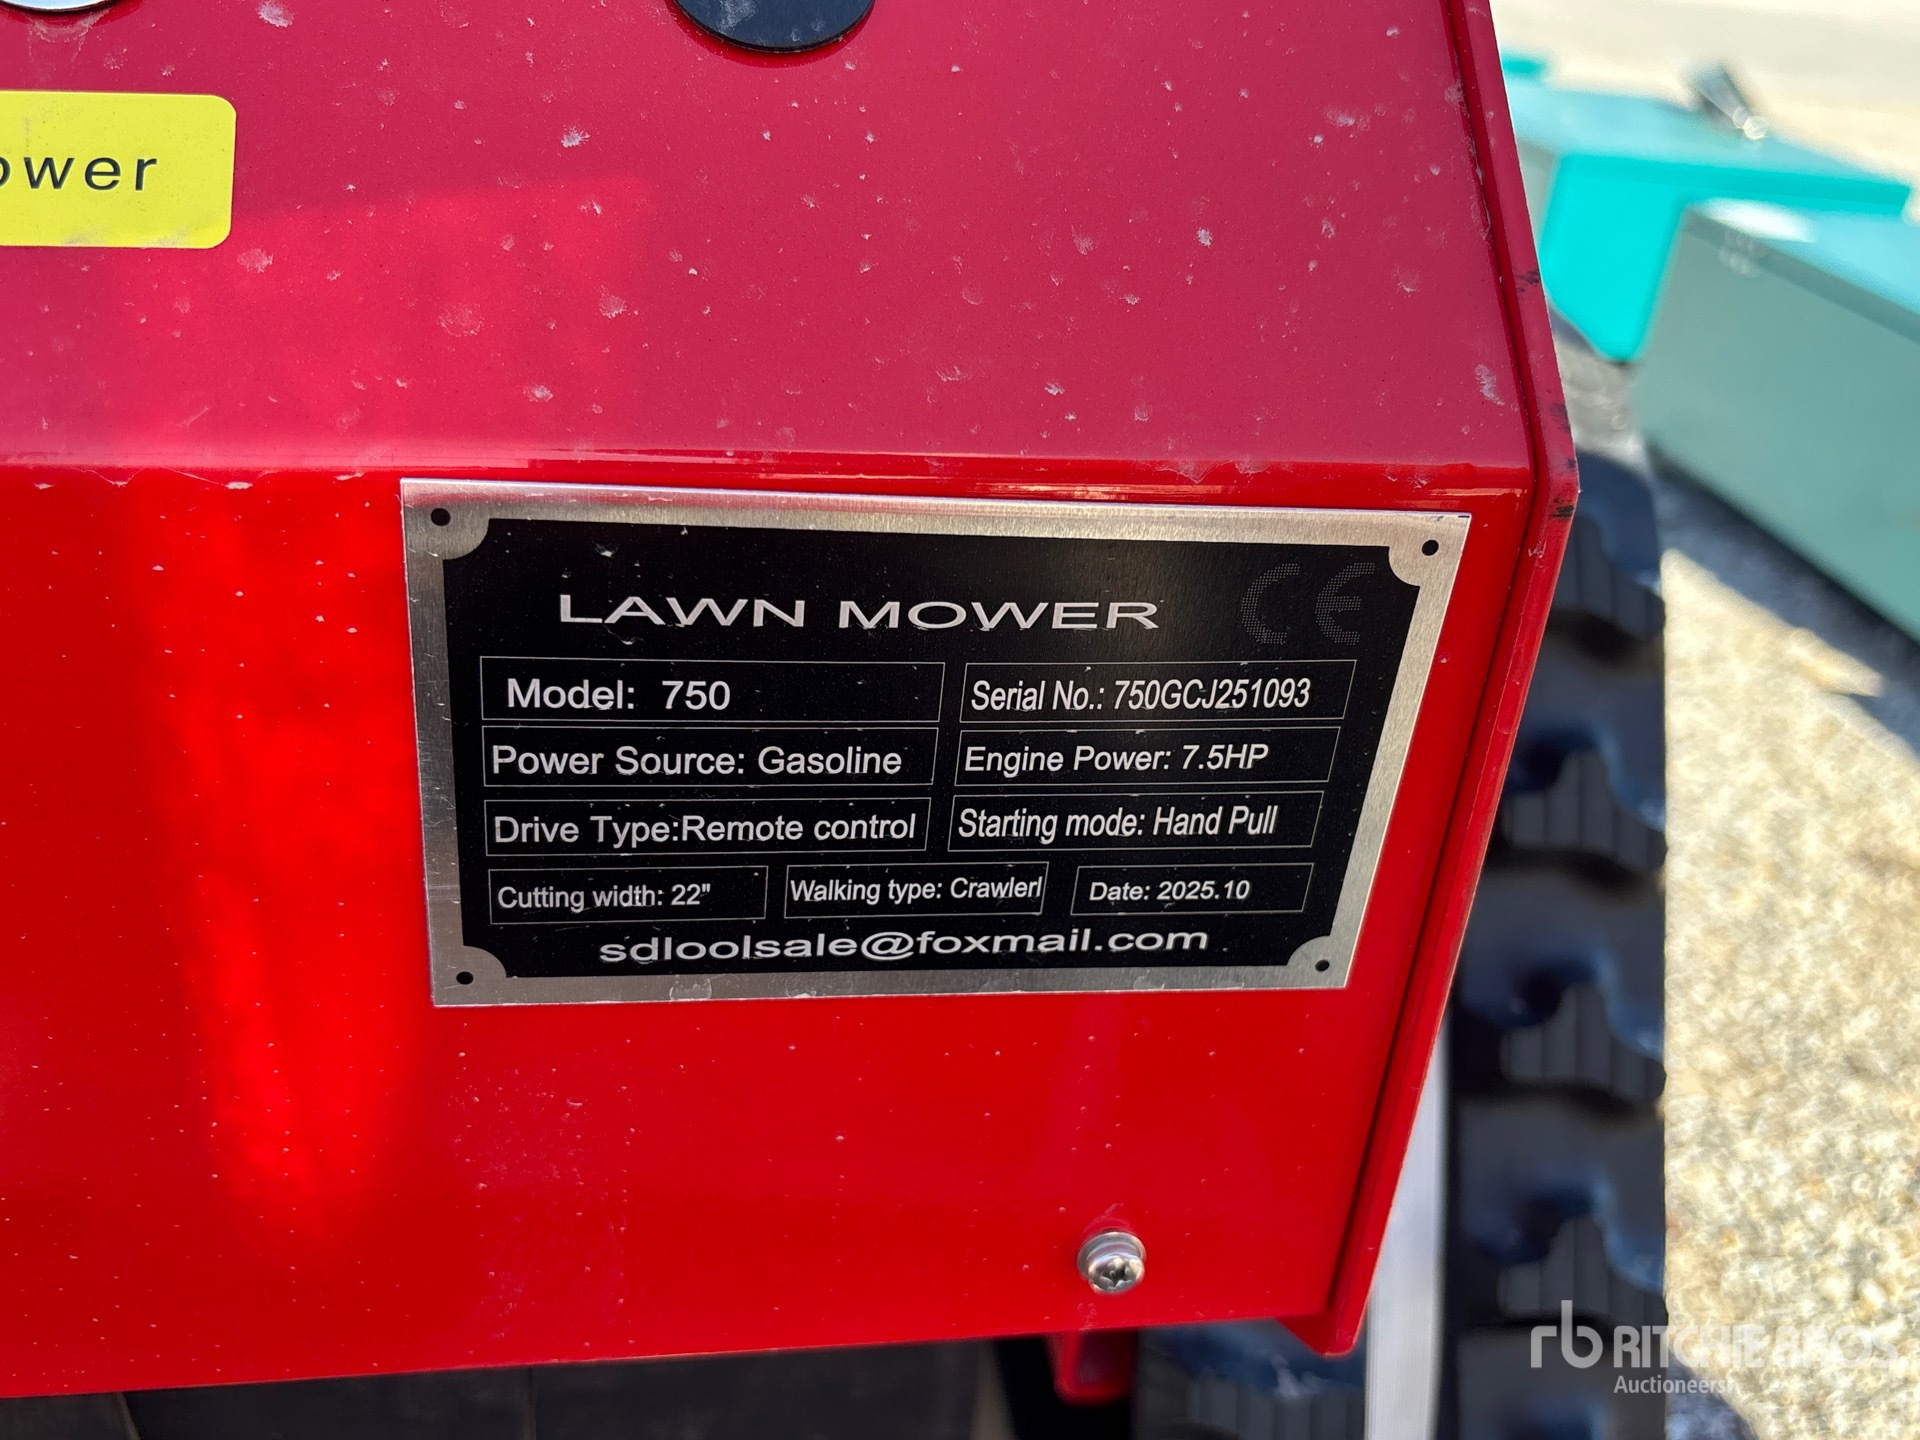 ower
LAWN MOWER CE
Model: 750
Serial No.: 750GCJ251093
Power Source: Gasoline
Engine Power: 7.5HP
Drive Type:Remote control
Starting mode: Hand Pull
Cutting width: 22"
Walking type: Crawlerl
Date: 2025.10
sdloolsale@foxmail.com
rb RITCHIE BROS
Auctioneers